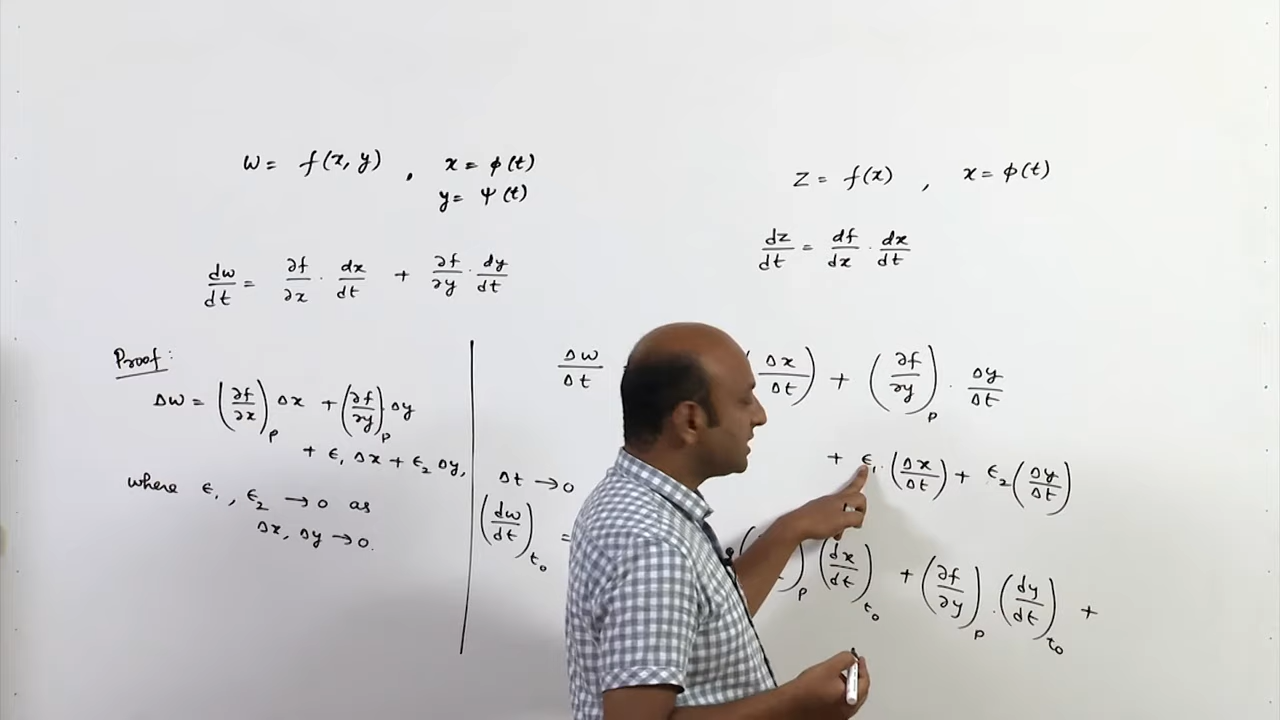 w = f(x, y) , x = φ(t)
y = ψ(t)
dw/dt = ∂f/∂x · dx/dt + ∂f/∂y · dy/dt
z = f(x) , x = φ(t)
dz/dt = df/dx · dx/dt
Proof:
Δw = (∂f/∂x)_p Δx + (∂f/∂y)_p · Δy
+ ϵ₁ Δx + ϵ₂ Δy,
where ϵ₁, ϵ₂ → 0 as
Δx, Δy → 0.
Δw/Δt (Δx/Δt) + (∂f/∂y)_p · Δy/Δt
+ ϵ₁ · (Δx/Δt) + ϵ₂ (Δy/Δt)
Δt → 0
(dw/dt)_t₀ = ( )_p (dx/dt)_t₀ + (∂f/∂y)_p · (dy/dt)_t₀ +